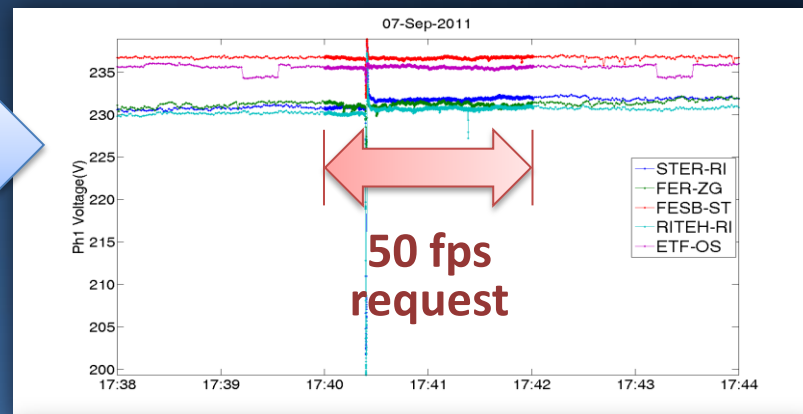 07-Sep-2011
Ph1 Voltage(V)
235
230
225
220
215
210
205
200
17:38 17:39 17:40 17:41 17:42 17:43 17:44
STER-RI
FER-ZG
FESB-ST
RITEH-RI
ETF-OS
50 fps
request